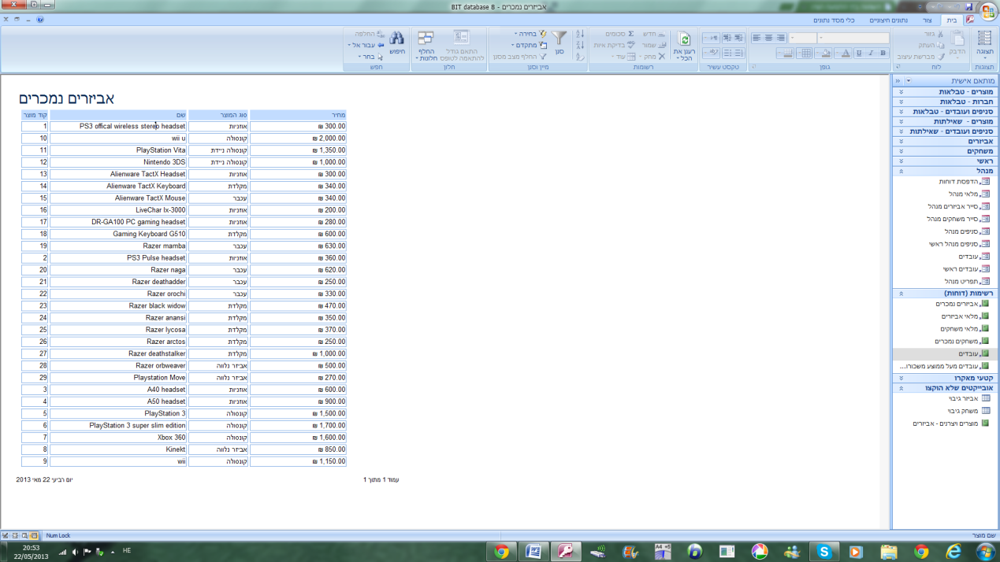 אביזרים נמכרים - BIT database 8
בית צור נתונים חיצוניים כלי מסד נתונים
תצוגה
תצוגות
הדבק
גזור
העתק
מברשת עיצוב
לוח
גופן
B I U A
טקסט עשיר
רענן את הכל
חדש
שמור
מחק
סכומים
בדיקת איות
עוד
רשומות
סנן
בחירה
מתקדם
החלף מצב מסנן
מיין וסנן
התאם גודל להתאמה לטופס
החלף חלונות
חלון
חיפוש
החלפה
עבור אל
בחר
חפש
מותאם אישית
מוצרים - טבלאות
חברות - טבלאות
סניפים ועובדים - טבלאות
מוצרים - שאילתות
סניפים ועובדים - שאילתות
אביזרים
משחקים
ראשי
מנהל
הדפסת דוחות
מלאי מנהל
סייר אביזרים מנהל
סייר משחקים מנהל
סניפים מנהל
סניפים מנהל ראשי
עובדים
עובדים ראשי
תפריט מנהל
רשימות (דוחות)
אביזרים נמכרים
מלאי אביזרים
מלאי משחקים
משחקים נמכרים
עובדים
עובדים מעל ממוצע משכורו...
קטעי מאקרו
אובייקטים שלא הוקצו
אביזר גיבוי
משחק גיבוי
מוצרים ויצרנים - אביזרים
אביזרים נמכרים
קוד מוצר שם סוג המוצר מחיר
1 PS3 offical wireless stereo headset אוזניות ₪ 300.00
10 wii u קונסולה ₪ 2,000.00
11 PlayStation Vita קונסולה ניידת ₪ 1,350.00
12 Nintendo 3DS קונסולה ניידת ₪ 1,000.00
13 Alienware TactX Headset אוזניות ₪ 300.00
14 Alienware TactX Keyboard מקלדת ₪ 340.00
15 Alienware TactX Mouse עכבר ₪ 340.00
16 LiveChar lx-3000 אוזניות ₪ 200.00
17 DR-GA100 PC gaming headset אוזניות ₪ 280.00
18 Gaming Keyboard G510 מקלדת ₪ 600.00
19 Razer mamba עכבר ₪ 630.00
2 PS3 Pulse headset אוזניות ₪ 360.00
20 Razer naga עכבר ₪ 620.00
21 Razer deathadder עכבר ₪ 250.00
22 Razer orochi עכבר ₪ 330.00
23 Razer black widow מקלדת ₪ 470.00
24 Razer anansi מקלדת ₪ 350.00
25 Razer lycosa מקלדת ₪ 370.00
26 Razer arctos מקלדת ₪ 250.00
27 Razer deathstalker מקלדת ₪ 1,000.00
28 Razer orbweaver אביזר נלווה ₪ 500.00
29 Playstation Move אביזר נלווה ₪ 270.00
3 A40 headset אוזניות ₪ 600.00
4 A50 headset אוזניות ₪ 900.00
5 PlayStation 3 קונסולה ₪ 1,500.00
6 PlayStation 3 super slim edition קונסולה ₪ 1,700.00
7 Xbox 360 קונסולה ₪ 1,600.00
8 Kinekt אביזר נלווה ₪ 850.00
9 wii קונסולה ₪ 1,150.00
יום רביעי 22 מאי 2013 עמוד 1 מתוך 1
Num Lock שם מוצר
20:53
22/05/2013
HE
A4 +5